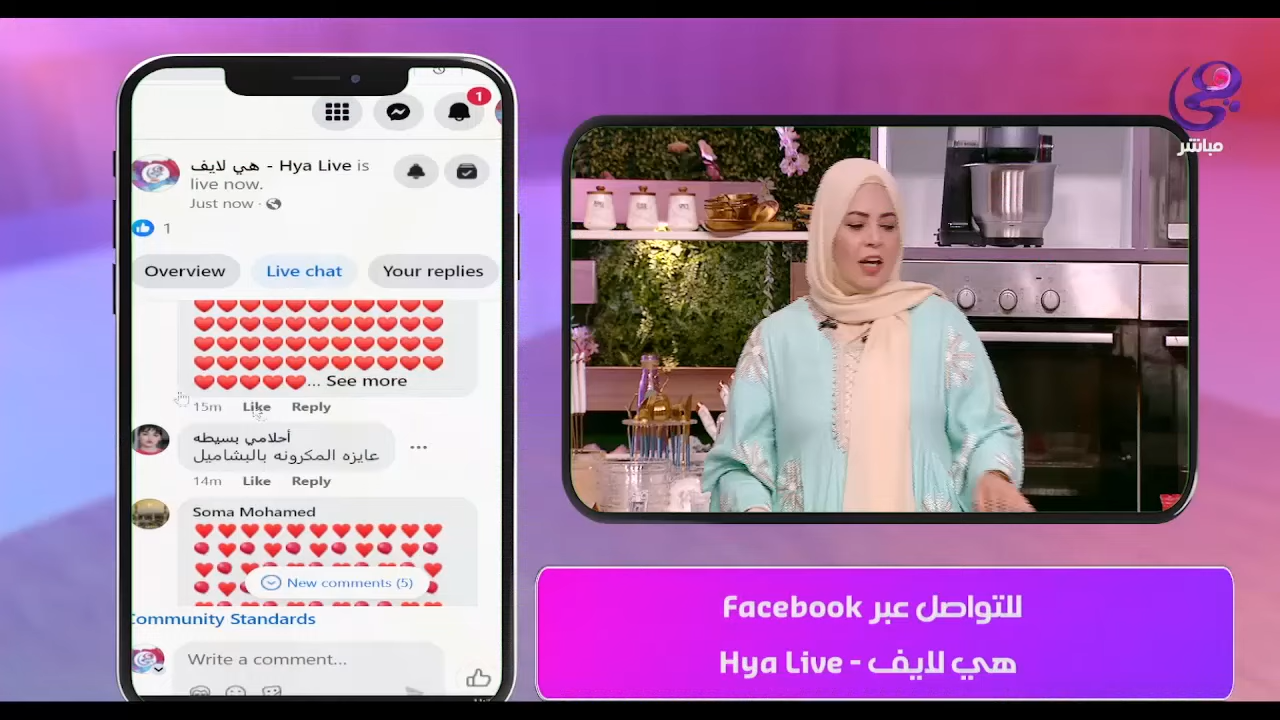 مباشر
1
هي لايف - Hya Live is
live now.
Just now ·
1
Overview
Live chat
Your replies
... See more
15m Like Reply
أحلامي بسيطه
عايزه المكرونه بالبشاميل
14m Like Reply
Soma Mohamed
New comments (5)
Community Standards
Write a comment...
للتواصل عبر Facebook
هي لايف - Hya Live